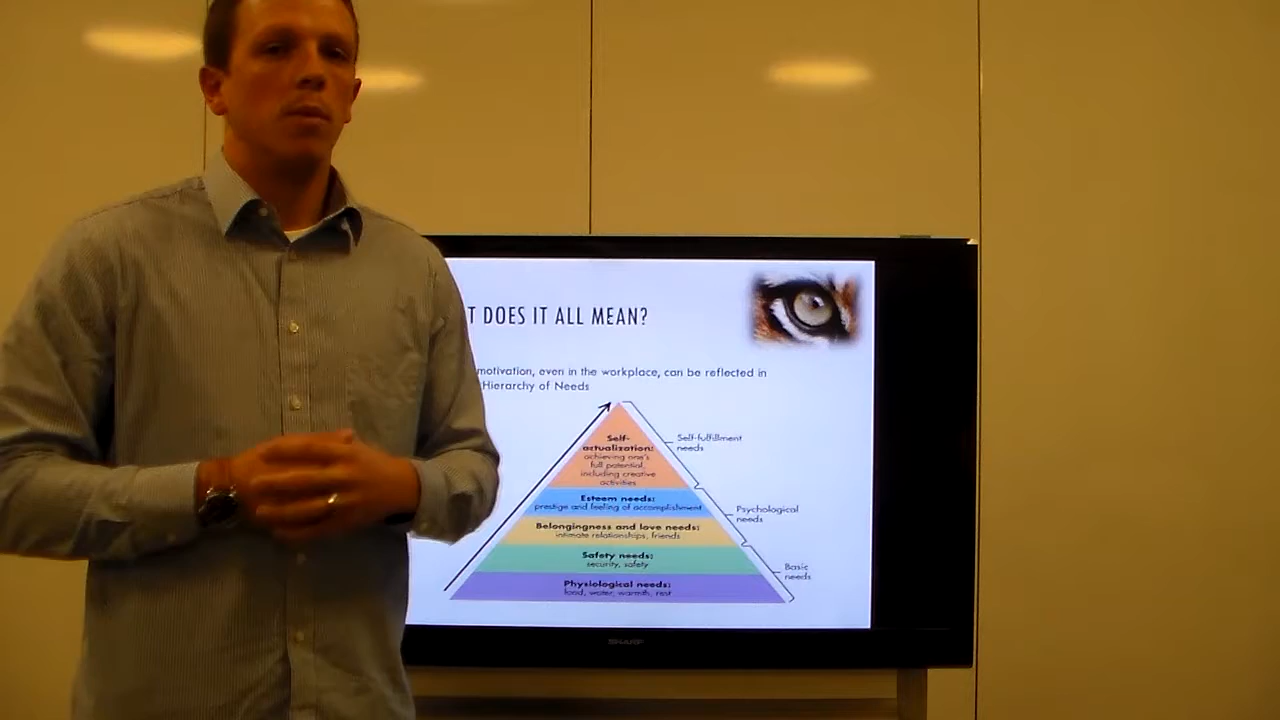 T DOES IT ALL MEAN?
motivation, even in the workplace, can be reflected in
Hierarchy of Needs
Self-
actualization:
achieving one's
full potential,
including creative
activities
Esteem needs:
prestige and feeling of accomplishment
Belongingness and love needs:
intimate relationships, friends
Safety needs:
security, safety
Physiological needs:
food, water, warmth, rest
Self-fulfillment
needs
Psychological
needs
Basic
needs
SHARP